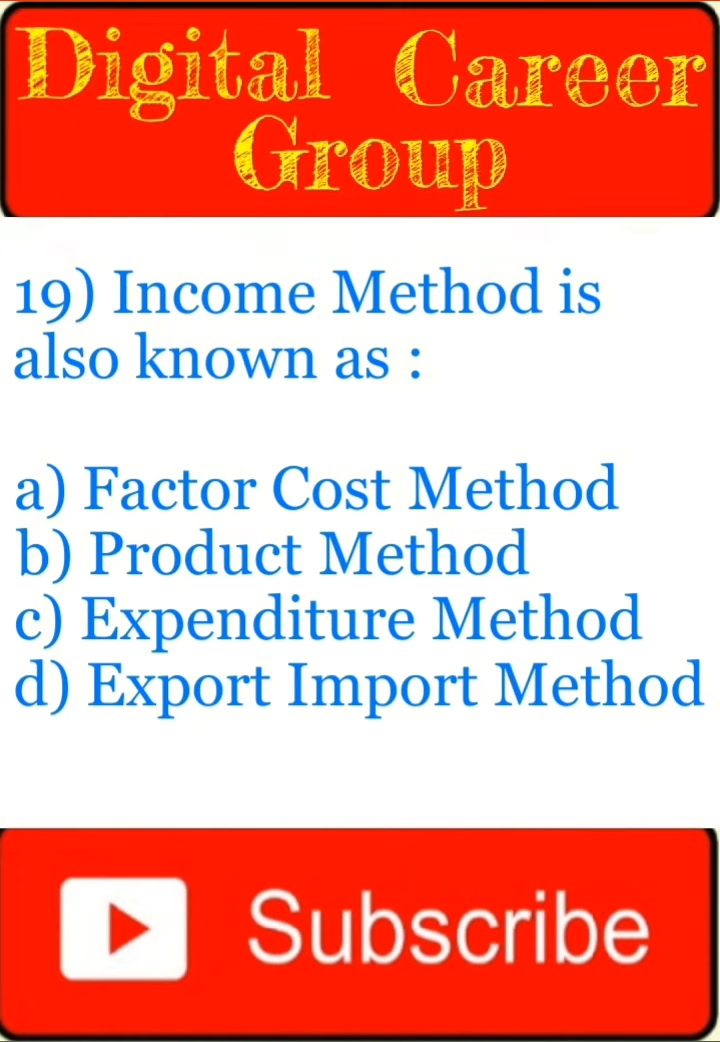 Digital Career
Group
19) Income Method is
also known as :
a) Factor Cost Method
b) Product Method
c) Expenditure Method
d) Export Import Method
Subscribe